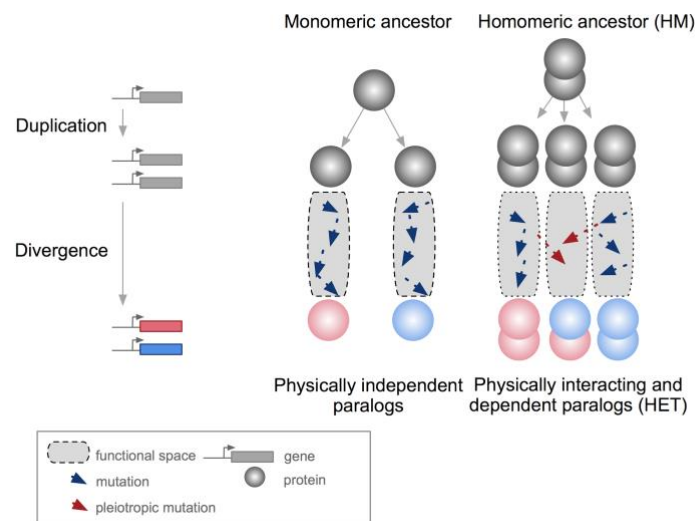 Monomeric ancestor
Homomeric ancestor (HM)
Duplication
Divergence
Physically independent
paralogs
Physically interacting and
dependent paralogs (HET)
functional space
gene
mutation
protein
pleiotropic mutation